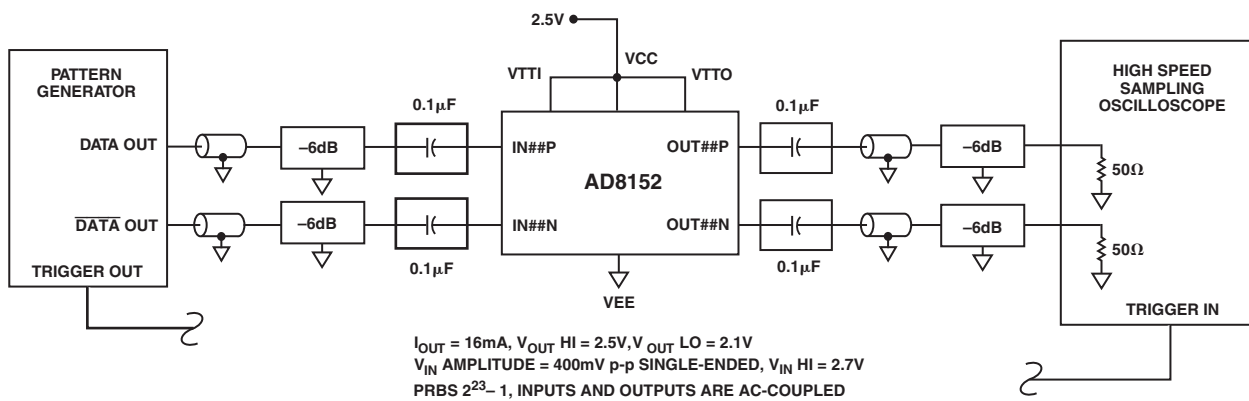 2.5V
VCC
VTTI
VTTO
PATTERN
GENERATOR
DATA OUT
DATA OUT
TRIGGER OUT
–6dB
–6dB
0.1µF
0.1µF
IN##P
IN##N
AD8152
OUT##P
OUT##N
VEE
0.1µF
0.1µF
–6dB
–6dB
HIGH SPEED
SAMPLING
OSCILLOSCOPE
50Ω
50Ω
TRIGGER IN
IOUT = 16mA, VOUT HI = 2.5V, V OUT LO = 2.1V
VIN AMPLITUDE = 400mV p-p SINGLE-ENDED, VIN HI = 2.7V
PRBS 2²³– 1, INPUTS AND OUTPUTS ARE AC-COUPLED